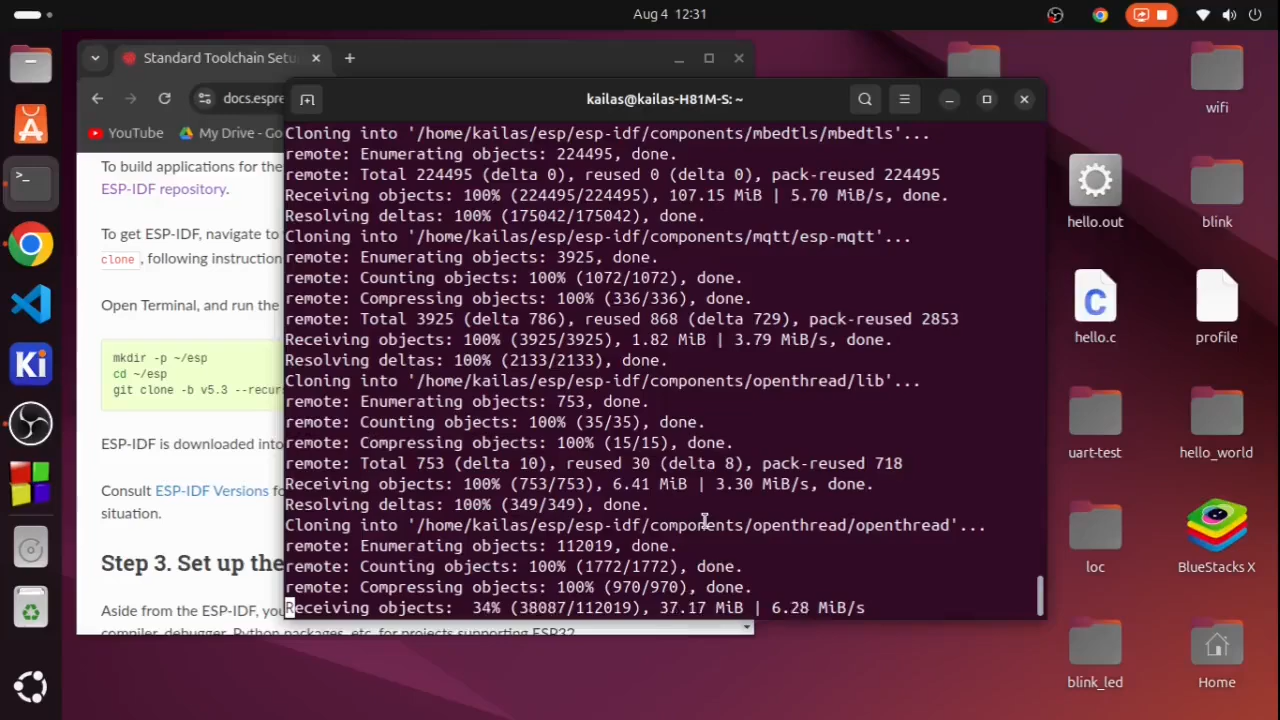 Aug 4 12:31
Standard Toolchain Setu
docs.espre
YouTube
My Drive - Go
To build applications for the
ESP-IDF repository.
To get ESP-IDF, navigate to
clone , following instruction
Open Terminal, and run the
mkdir -p ~/esp
cd ~/esp
git clone -b v5.3 --recurs
ESP-IDF is downloaded into
Consult ESP-IDF Versions fo
situation.
Step 3. Set up the
Aside from the ESP-IDF, you
compiler, debugger, Python packages, etc. for projects supporting ESP32
kailas@kailas-H81M-S: ~
Cloning into '/home/kailas/esp/esp-idf/components/mbedtls/mbedtls'...
remote: Enumerating objects: 224495, done.
remote: Total 224495 (delta 0), reused 0 (delta 0), pack-reused 224495
Receiving objects: 100% (224495/224495), 107.15 MiB | 5.70 MiB/s, done.
Resolving deltas: 100% (175042/175042), done.
Cloning into '/home/kailas/esp/esp-idf/components/mqtt/esp-mqtt'...
remote: Enumerating objects: 3925, done.
remote: Counting objects: 100% (1072/1072), done.
remote: Compressing objects: 100% (336/336), done.
remote: Total 3925 (delta 786), reused 868 (delta 729), pack-reused 2853
Receiving objects: 100% (3925/3925), 1.82 MiB | 3.79 MiB/s, done.
Resolving deltas: 100% (2133/2133), done.
Cloning into '/home/kailas/esp/esp-idf/components/openthread/lib'...
remote: Enumerating objects: 753, done.
remote: Counting objects: 100% (35/35), done.
remote: Compressing objects: 100% (15/15), done.
remote: Total 753 (delta 10), reused 30 (delta 8), pack-reused 718
Receiving objects: 100% (753/753), 6.41 MiB | 3.30 MiB/s, done.
Resolving deltas: 100% (349/349), done.
Cloning into '/home/kailas/esp/esp-idf/components/openthread/openthread'...
remote: Enumerating objects: 112019, done.
remote: Counting objects: 100% (1772/1772), done.
remote: Compressing objects: 100% (970/970), done.
Receiving objects: 34% (38087/112019), 37.17 MiB | 6.28 MiB/s
wifi
hello.out
blink
C
hello.c
profile
uart-test
hello_world
loc
BlueStacks X
blink_led
Home
Ki